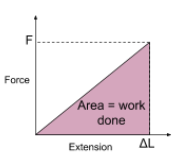 F
Force
Area = work
done
Extension
ΔL